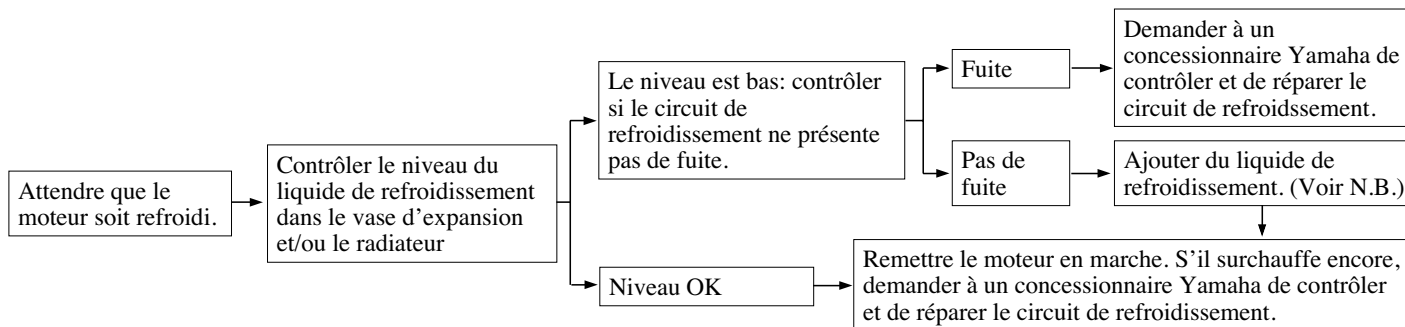 Attendre que le
moteur soit refroidi.
Contrôler le niveau du
liquide de refroidissement
dans le vase d'expansion
et/ou le radiateur
Le niveau est bas: contrôler
si le circuit de
refroidissement ne présente
pas de fuite.
Fuite
Demander à un
concessionnaire Yamaha de
contrôler et de réparer le
circuit de refroidssement.
Pas de
fuite
Ajouter du liquide de
refroidissement. (Voir N.B.)
Niveau OK
Remettre le moteur en marche. S'il surchauffe encore,
demander à un concessionnaire Yamaha de contrôler
et de réparer le circuit de refroidissement.